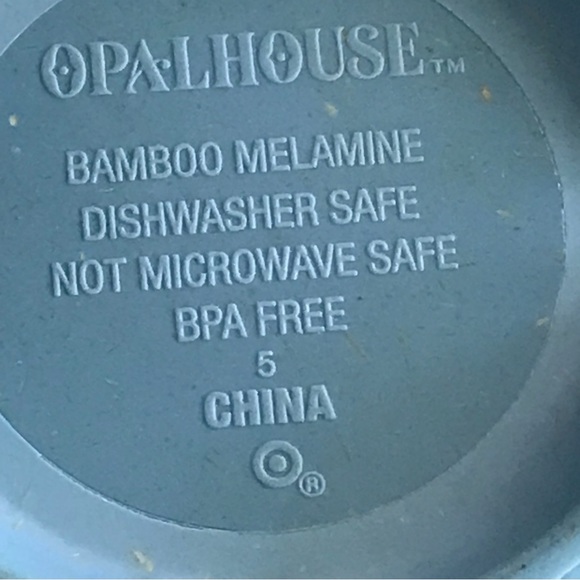 OPALHOUSE™
BAMBOO MELAMINE
DISHWASHER SAFE
NOT MICROWAVE SAFE
BPA FREE
5
CHINA
®